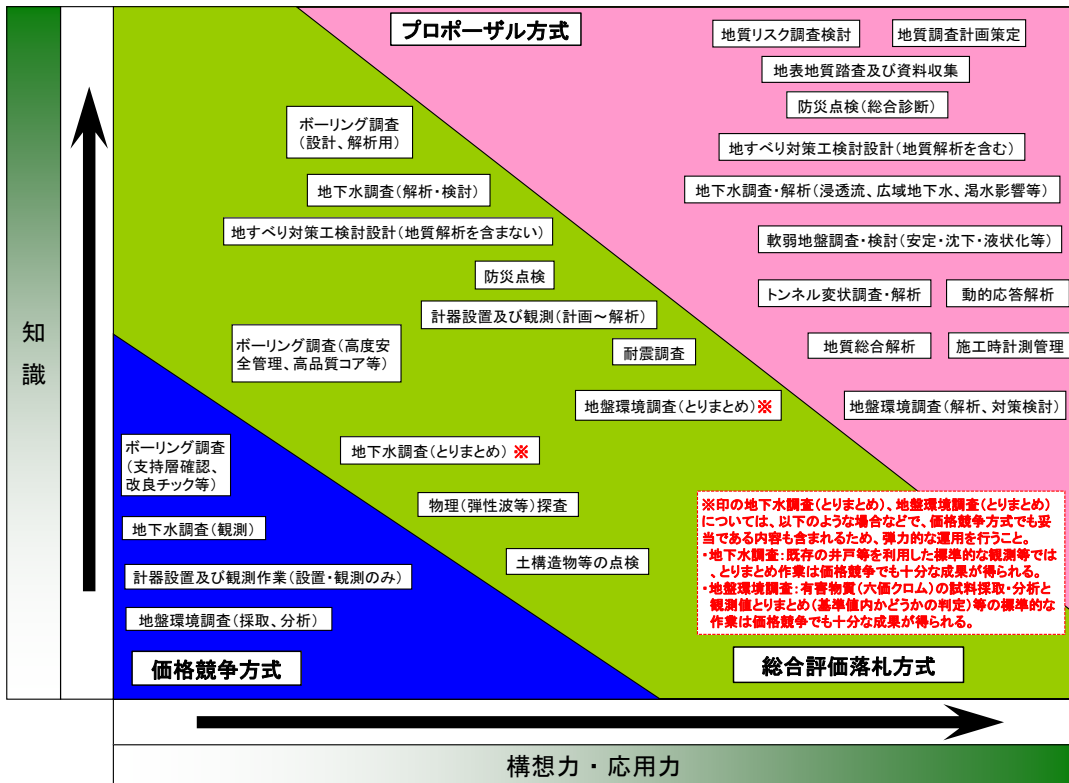 プロポーザル方式
地質リスク調査検討
地質調査計画策定
地表地質踏査及び資料収集
防災点検(総合診断)
ボーリング調査
(設計、解析用)
地すべり対策工検討設計(地質解析を含む)
地下水調査(解析・検討)
地下水調査・解析(浸透流、広域地下水、渇水影響等)
地すべり対策工検討設計(地質解析を含まない)
軟弱地盤調査・検討(安定・沈下・液状化等)
防災点検
トンネル変状調査・解析
動的応答解析
計器設置及び観測(計画~解析)
知
識
ボーリング調査(高度安
全管理、高品質コア等)
耐震調査
地質総合解析
施工時計測管理
地盤環境調査(とりまとめ)※
地盤環境調査(解析、対策検討)
ボーリング調査
(支持層確認、
改良チック等)
地下水調査(とりまとめ)※
物理(弾性波等)探査
地下水調査(観測)
土構造物等の点検
計器設置及び観測作業(設置・観測のみ)
地盤環境調査(採取、分析)
※印の地下水調査(とりまとめ)、地盤環境調査(とりまとめ)
については、以下のような場合などで、価格競争方式でも妥
当である内容も含まれるため、弾力的な運用を行うこと。
・地下水調査:既存の井戸等を利用した標準的な観測等では
、とりまとめ作業は価格競争でも十分な成果が得られる。
・地盤環境調査:有害物質(六価クロム)の試料採取・分析と
観測値とりまとめ(基準値内かどうかの判定)等の標準的な
作業は価格競争でも十分な成果が得られる。
価格競争方式
総合評価落札方式
構想力・応用力